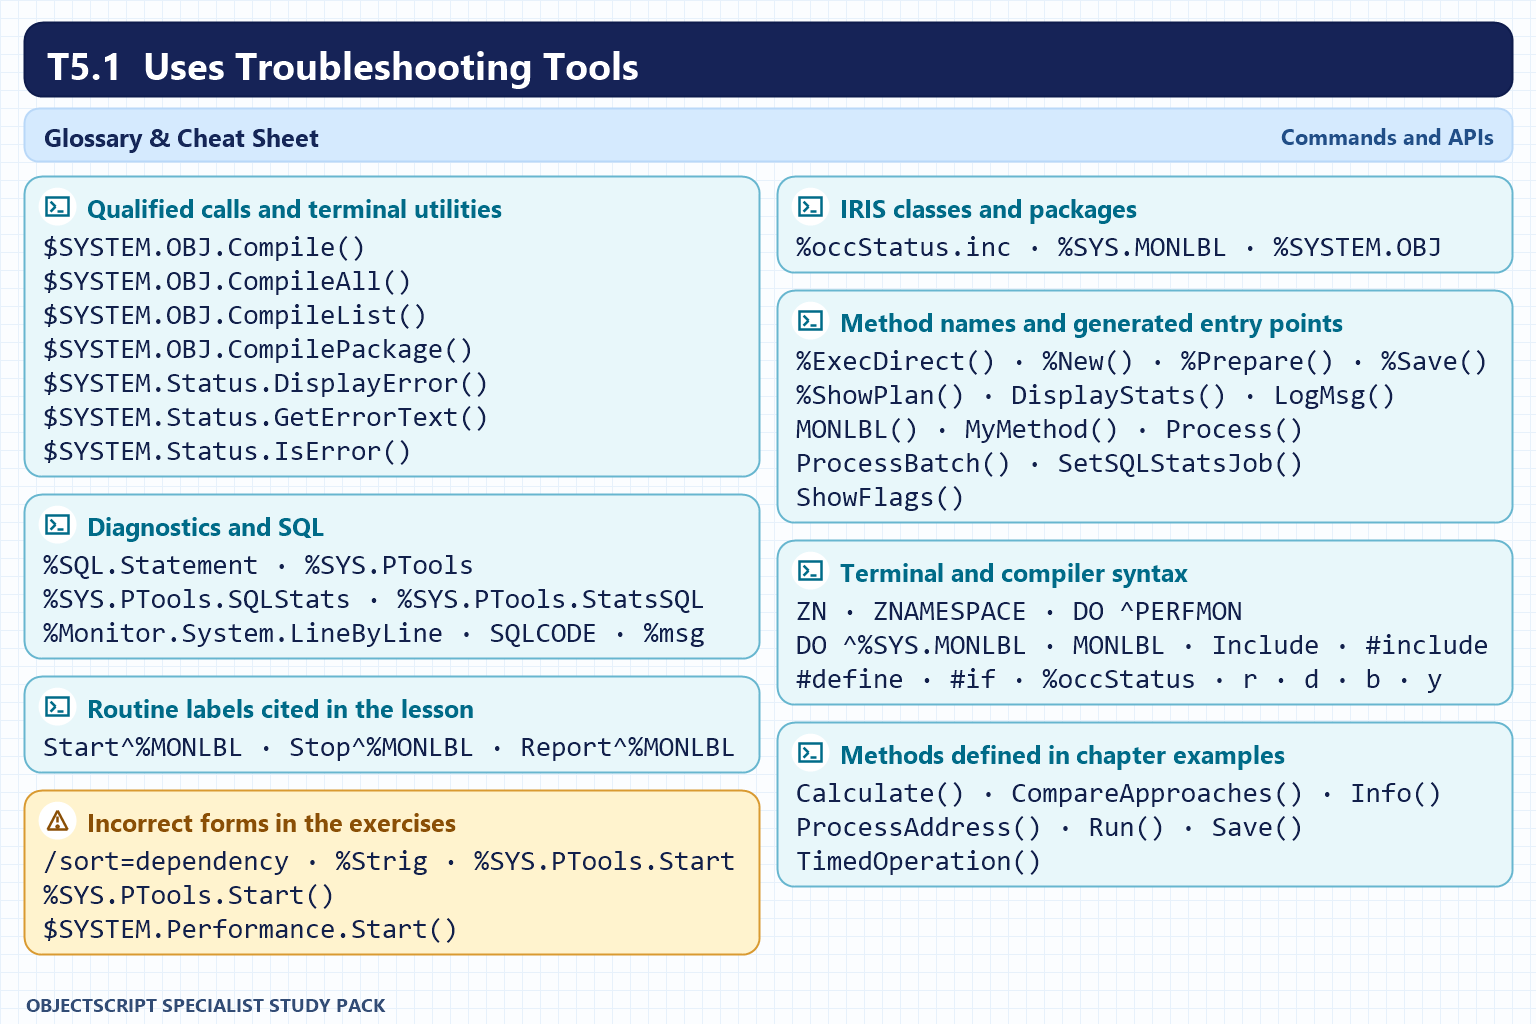 T5.1  Uses Troubleshooting Tools
Glossary & Cheat Sheet
Commands and APIs
Qualified calls and terminal utilities
$SYSTEM.OBJ.Compile()
$SYSTEM.OBJ.CompileAll()
$SYSTEM.OBJ.CompileList()
$SYSTEM.OBJ.CompilePackage()
$SYSTEM.Status.DisplayError()
$SYSTEM.Status.GetErrorText()
$SYSTEM.Status.IsError()
Diagnostics and SQL
%SQL.Statement · %SYS.PTools
%SYS.PTools.SQLStats · %SYS.PTools.StatsSQL
%Monitor.System.LineByLine · SQLCODE · %msg
Routine labels cited in the lesson
Start^%MONLBL · Stop^%MONLBL · Report^%MONLBL
Incorrect forms in the exercises
/sort=dependency · %Strig · %SYS.PTools.Start
%SYS.PTools.Start()
$SYSTEM.Performance.Start()
IRIS classes and packages
%occStatus.inc · %SYS.MONLBL · %SYSTEM.OBJ
Method names and generated entry points
%ExecDirect() · %New() · %Prepare() · %Save()
%ShowPlan() · DisplayStats() · LogMsg()
MONLBL() · MyMethod() · Process()
ProcessBatch() · SetSQLStatsJob()
ShowFlags()
Terminal and compiler syntax
ZN · ZNAMESPACE · DO ^PERFMON
DO ^%SYS.MONLBL · MONLBL · Include · #include
#define · #if · %occStatus · r · d · b · y
Methods defined in chapter examples
Calculate() · CompareApproaches() · Info()
ProcessAddress() · Run() · Save()
TimedOperation()
OBJECTSCRIPT SPECIALIST STUDY PACK